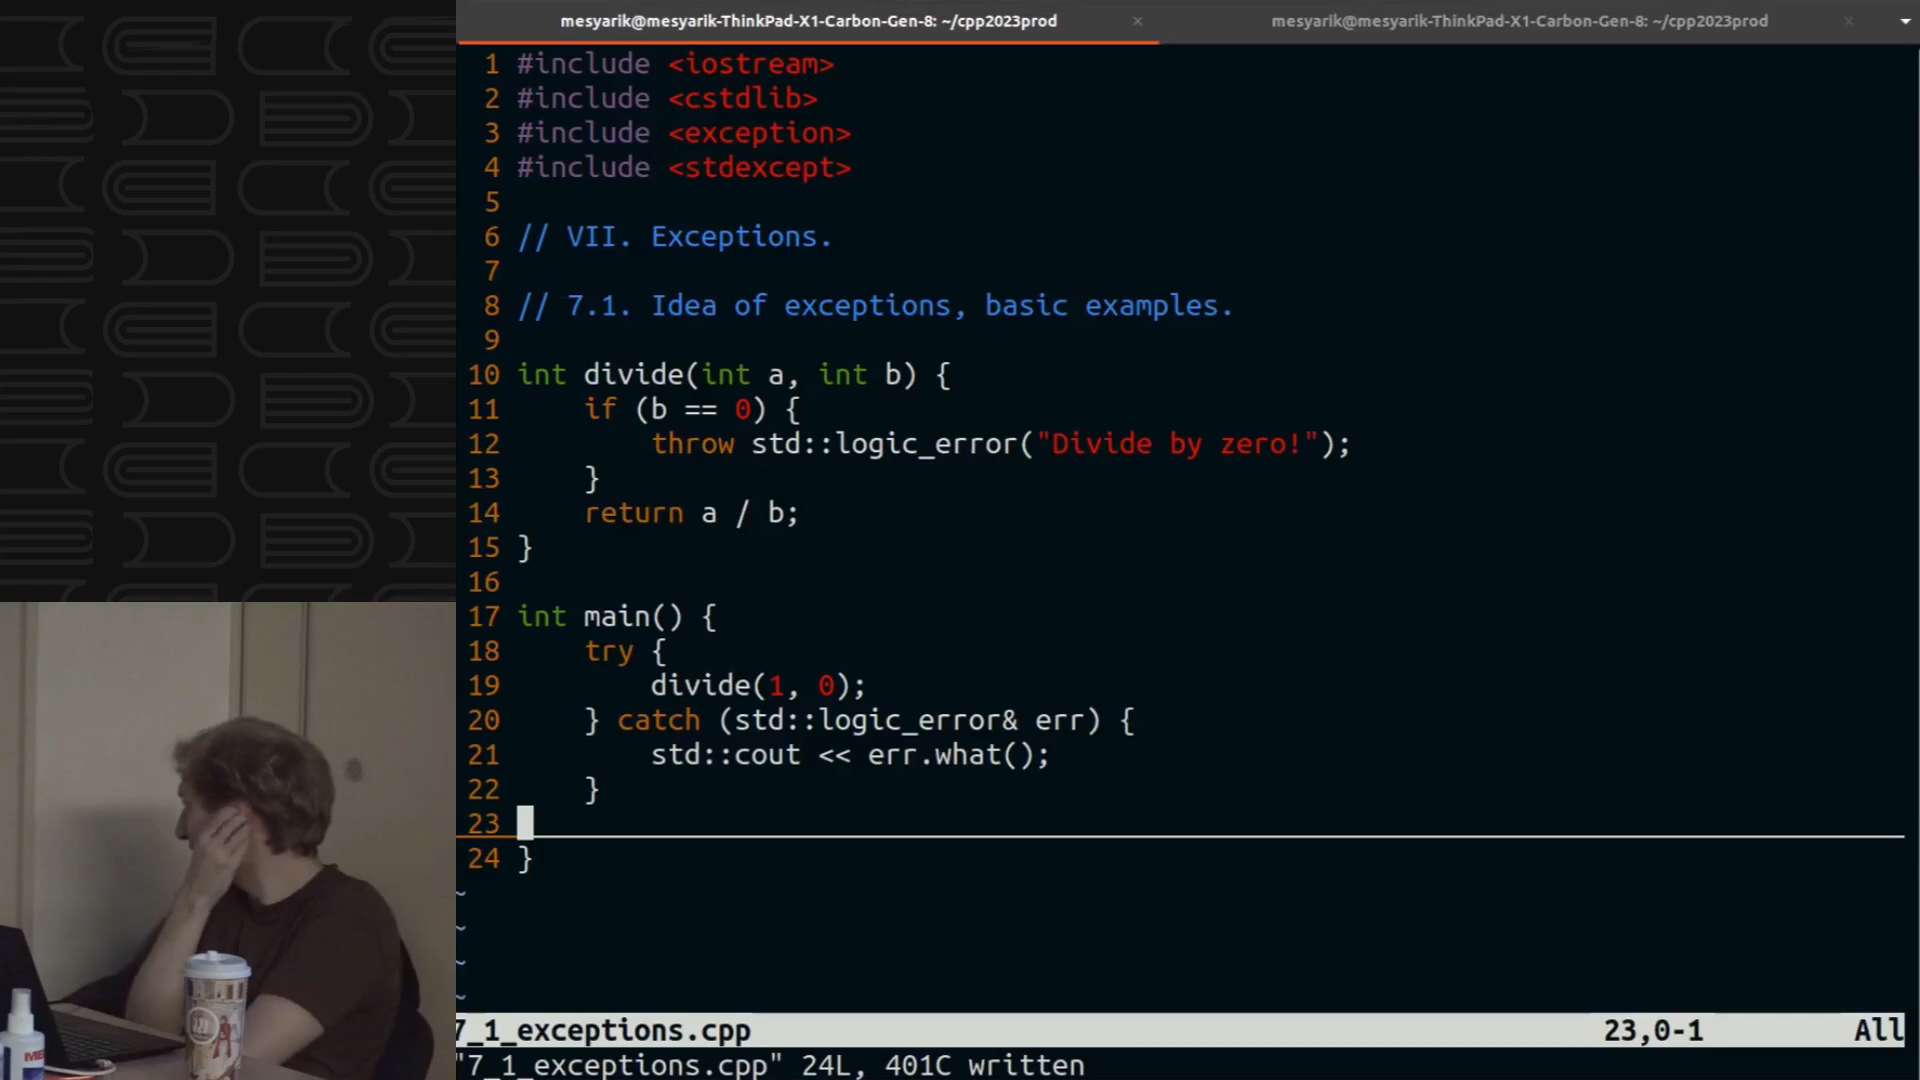 mesyarik@mesyarik-ThinkPad-X1-Carbon-Gen-8: ~/cpp2023prod × mesyarik@mesyarik-ThinkPad-X1-Carbon-Gen-8: ~/cpp2023prod ×
1 #include <iostream>
2 #include <cstdlib>
3 #include <exception>
4 #include <stdexcept>
5
6 // VII. Exceptions.
7
8 // 7.1. Idea of exceptions, basic examples.
9
10 int divide(int a, int b) {
11     if (b == 0) {
12         throw std::logic_error("Divide by zero!");
13     }
14     return a / b;
15 }
16
17 int main() {
18     try {
19         divide(1, 0);
20     } catch (std::logic_error& err) {
21         std::cout << err.what();
22     }
23
24 }
~
~
~
~
7_1_exceptions.cpp 23,0-1 All
"7_1_exceptions.cpp" 24L, 401C written